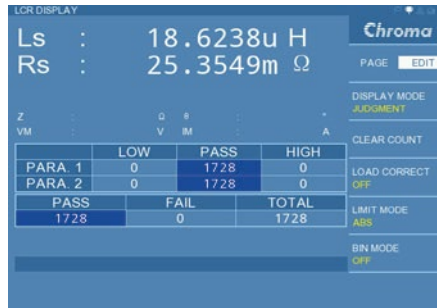 LCR DISPLAY
Ls : 18.6238u H
Rs : 25.3549m Ω
Z : Ω θ : °
VM : V IM : A
LOW PASS HIGH
PARA. 1 0 1728 0
PARA. 2 0 1728 0
PASS FAIL TOTAL
1728 0 1728
Chroma
PAGE EDIT
DISPLAY MODE
JUDGMENT
CLEAR COUNT
LOAD CORRECT
OFF
LIMIT MODE
ABS
BIN MODE
OFF